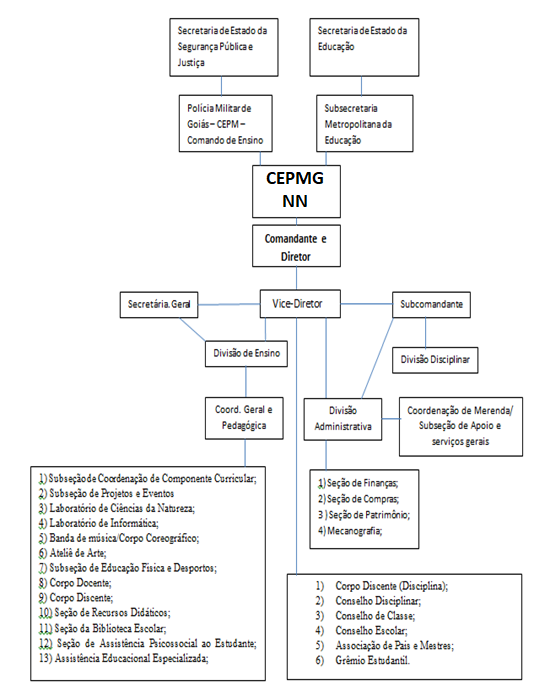 Secretaria de Estado da
Segurança Pública e
Justiça
Secretaria de Estado da
Educação
Polícia Militar de
Goiás – CEPM –
Comando de Ensino
Subsecretaria
Metropolitana da
Educação
CEPMG
NN
Comandante e
Diretor
Secretária. Geral
Vice-Diretor
Subcomandante
Divisão de Ensino
Divisão Disciplinar
Coord. Geral e
Pedagógica
Divisão
Administrativa
Coordenação de Merenda/
Subseção de Apoio e
serviços gerais
1) Subseção de Coordenação de Componente Curricular;
2) Subseção de Projetos e Eventos
3) Laboratório de Ciências da Natureza;
4) Laboratório de Informática;
5) Banda de música/Corpo Coreográfico;
6) Ateliê de Arte;
7) Subseção de Educação Física e Desportos;
8) Corpo Docente;
9) Corpo Discente;
10) Seção de Recursos Didáticos;
11) Seção da Biblioteca Escolar;
12) Seção de Assistência Psicossocial ao Estudante;
13) Assistência Educacional Especializada;
1) Seção de Finanças;
2) Seção de Compras;
3 ) Seção de Patrimônio;
4) Mecanografia;
1) Corpo Discente (Disciplina);
2) Conselho Disciplinar;
3) Conselho de Classe;
4) Conselho Escolar;
5) Associação de Pais e Mestres;
6) Grêmio Estudantil.